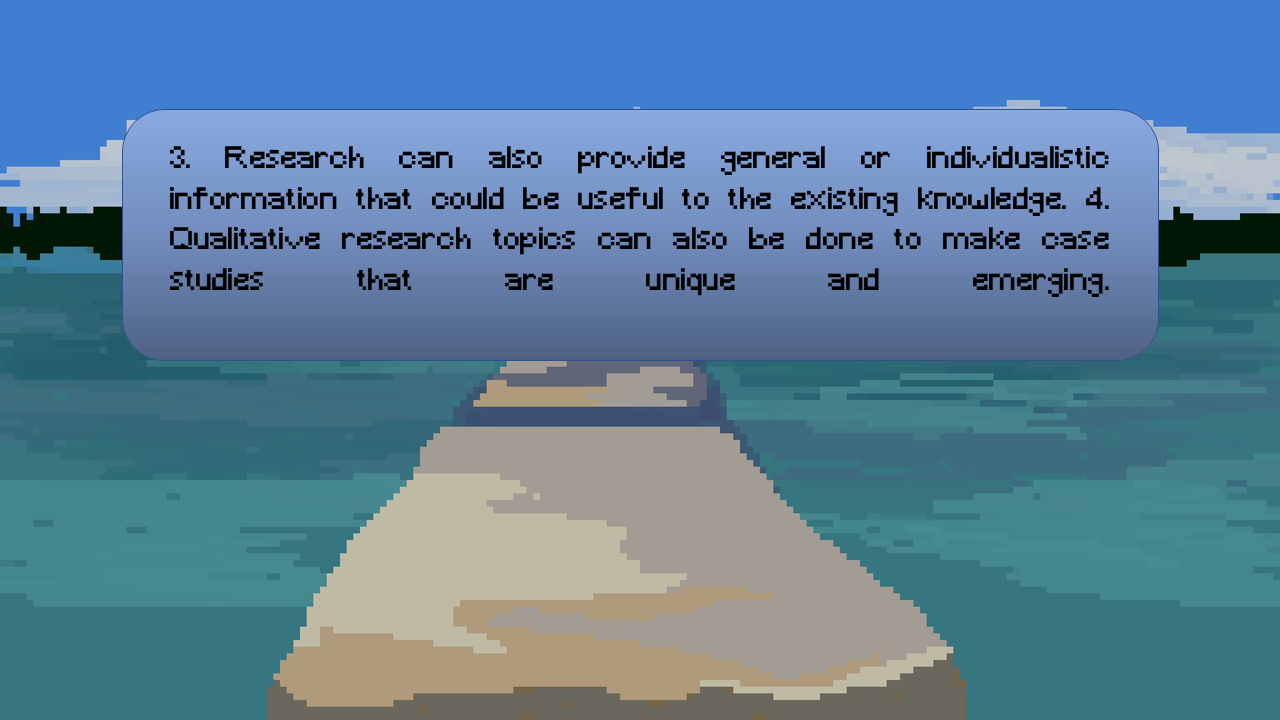 3. Research can also provide general or individualistic
information that could be useful to the existing knowledge. 4.
Qualitative research topics can also be done to make case
studies that are unique and emerging.